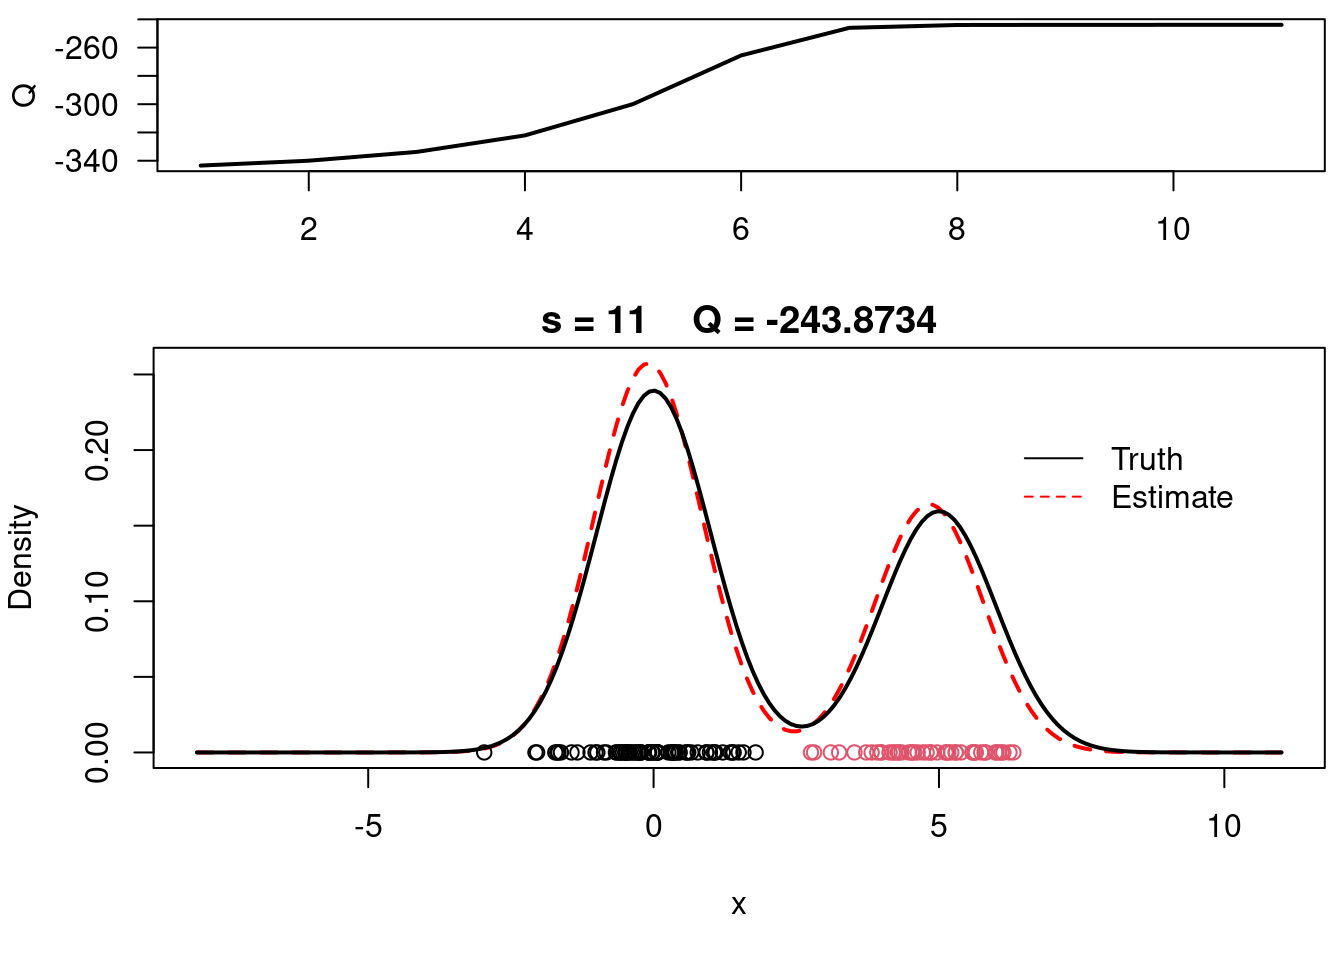 Q
-260
-300
-340
2 4 6 8 10
s = 11 Q = -243.8734
Density
0.20
0.10
0.00
Truth
Estimate
-5 0 5 10
x